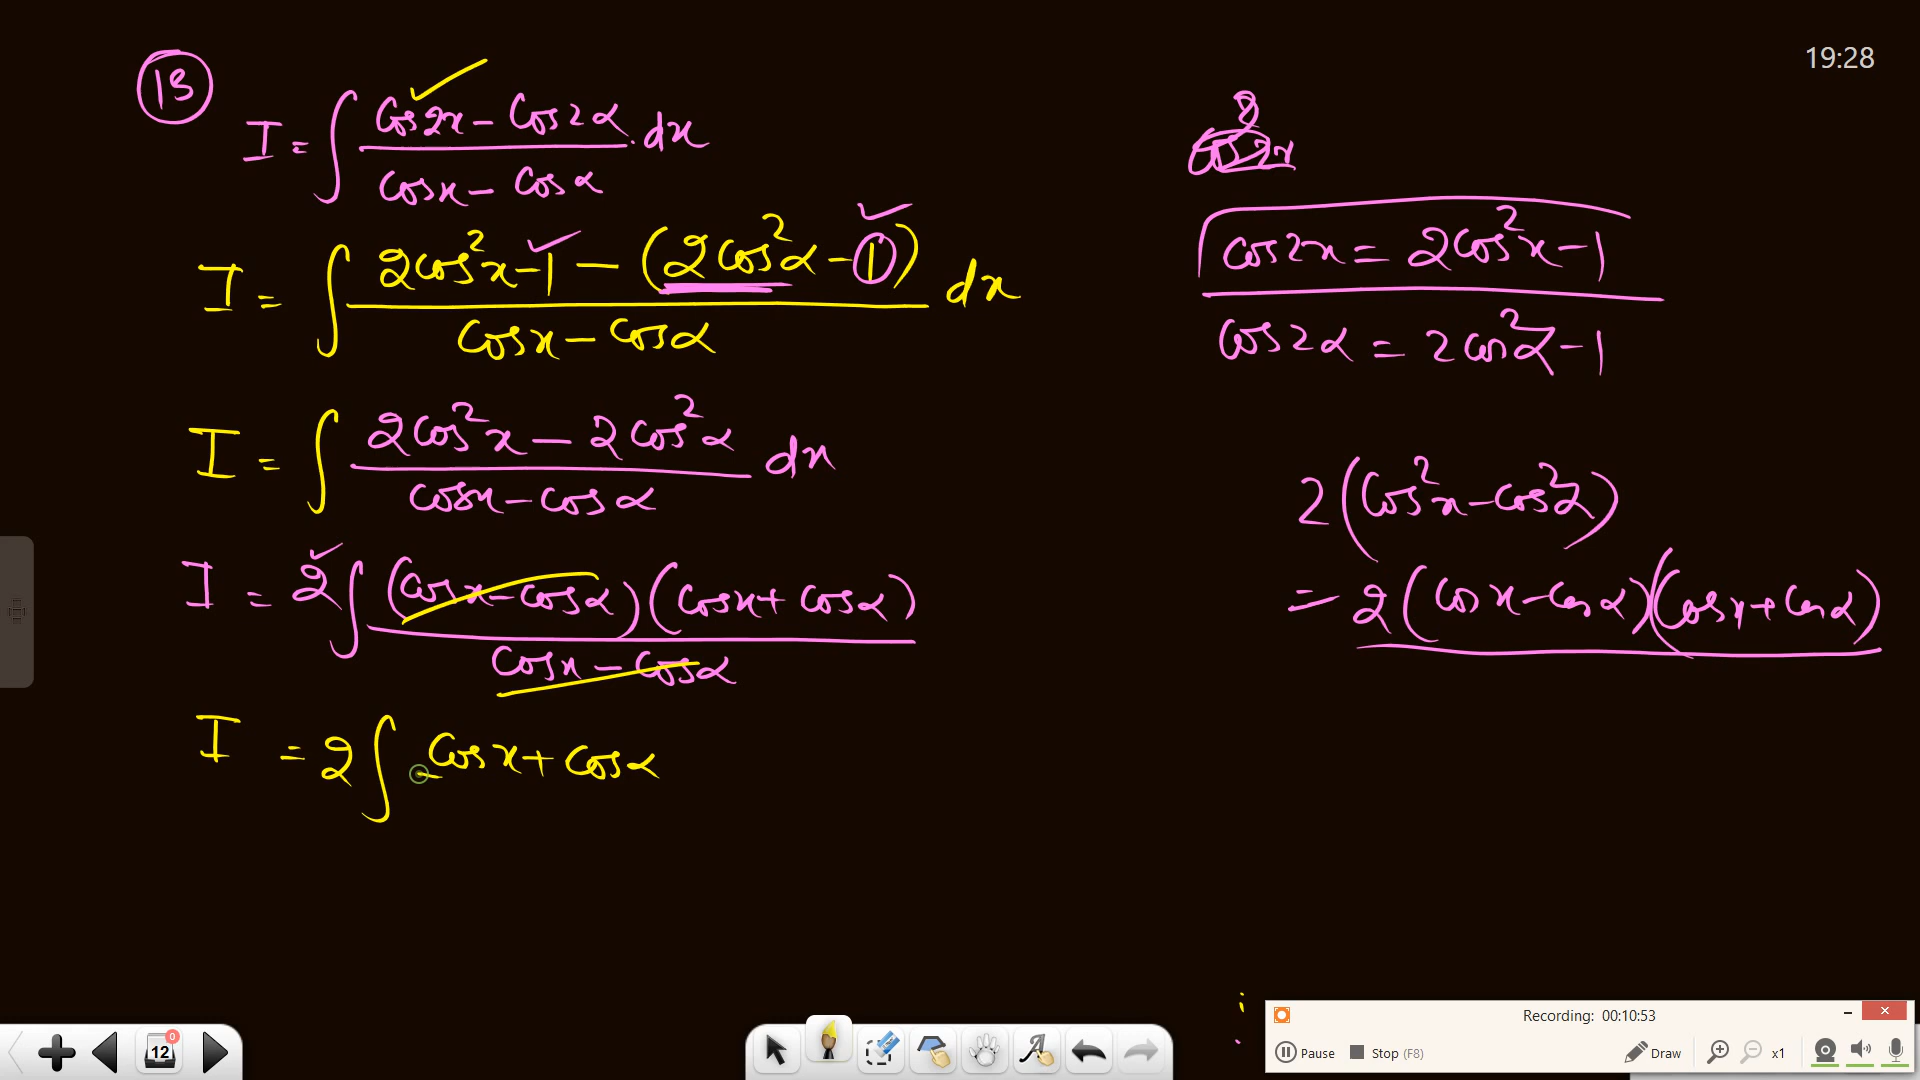 19:28
13
I = ∫ (cos2x - cos2α)/(cosx - cosα) . dx
I = ∫ (2cos²x - 1 - (2cos²α - 1))/(cosx - cosα) dx
I = ∫ (2cos²x - 2cos²α)/(cosx - cosα) dx
I = 2∫ (cosx - cosα)(cosx + cosα)/(cosx - cosα)
I = 2∫ cosx + cosα
cos2x = 2cos²x - 1
cos2α = 2cos²α - 1
2(cos²x - cos²α)
= 2(cosx - cosα)(cosx + cosα)
12
0
Recording: 00:10:53
Pause
Stop (F8)
Draw
x1